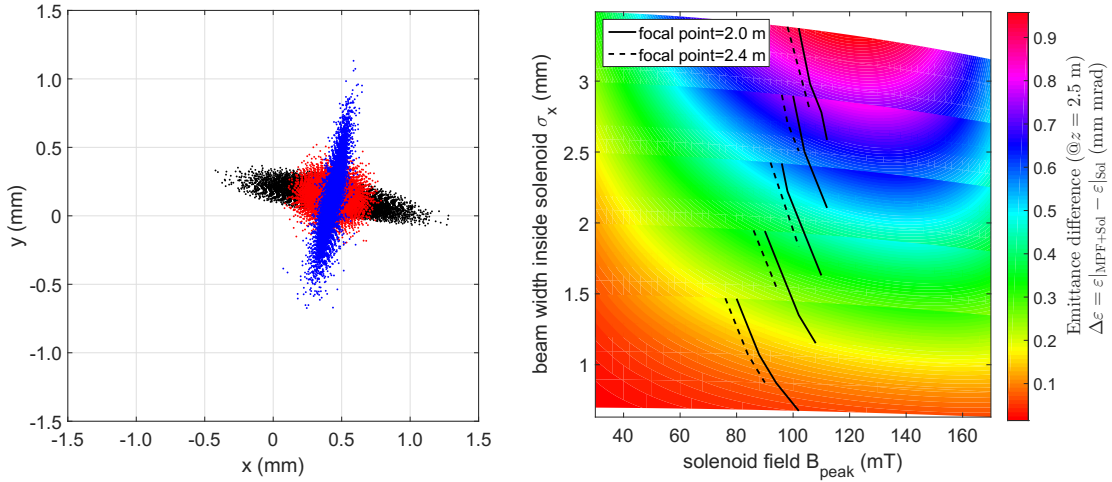 1.5
1.0
0.5
0
-0.5
-1.0
-1.5
y (mm)
-1.5 -1.0 -0.5 0 0.5 1.0 1.5
x (mm)
focal point=2.0 m
focal point=2.4 m
3
2.5
2
1.5
1
beam width inside solenoid σx (mm)
40 60 80 100 120 140 160
solenoid field Bpeak (mT)
0.9
0.8
0.7
0.6
0.5
0.4
0.3
0.2
0.1
Emittance difference (@z = 2.5 m)
Δε = ε|MPF+Sol − ε|Sol (mm mrad)